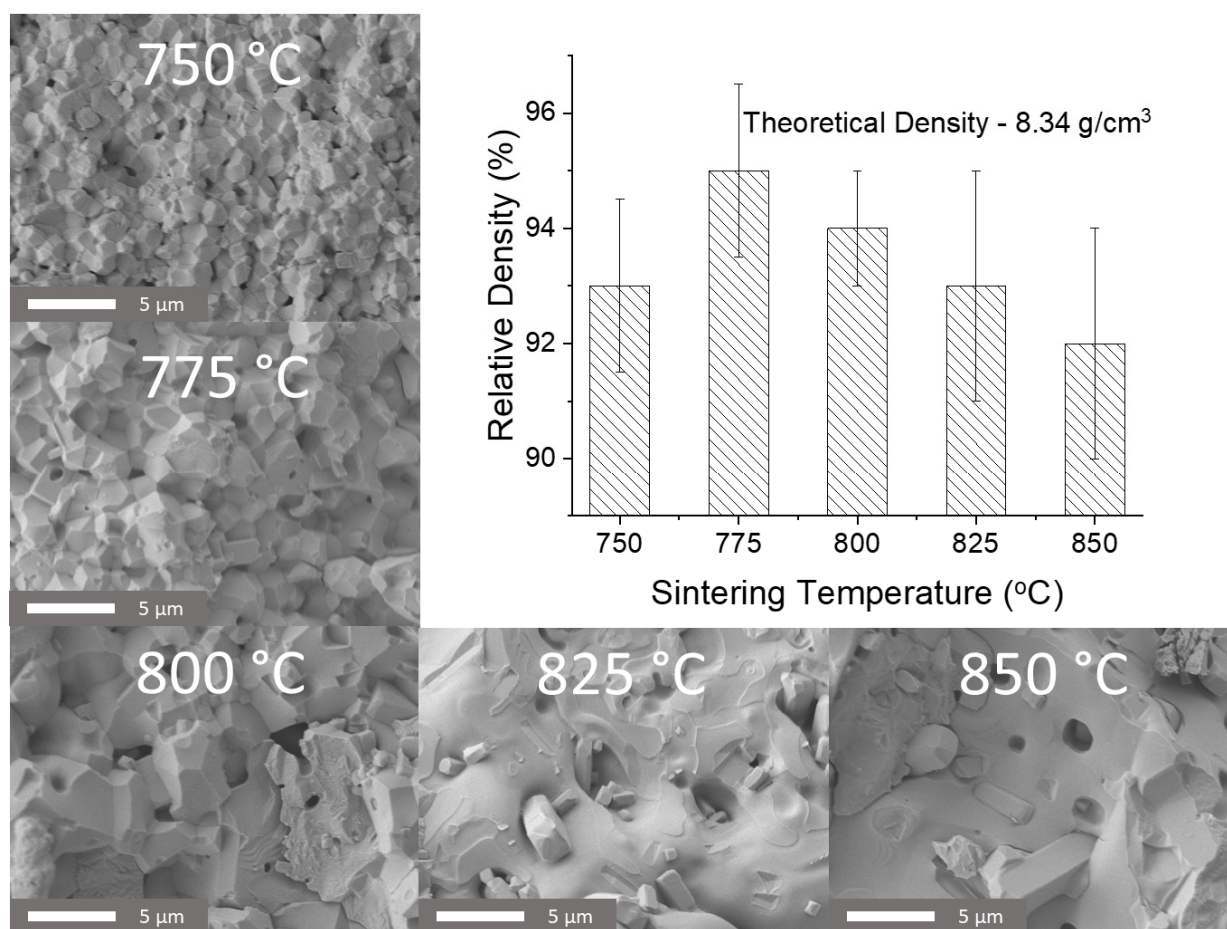 750 °C
5 µm
775 °C
5 µm
800 °C
5 µm
825 °C
5 µm
850 °C
5 µm
Theoretical Density - 8.34 g/cm³
Relative Density (%)
96
94
92
90
750 775 800 825 850
Sintering Temperature (°C)